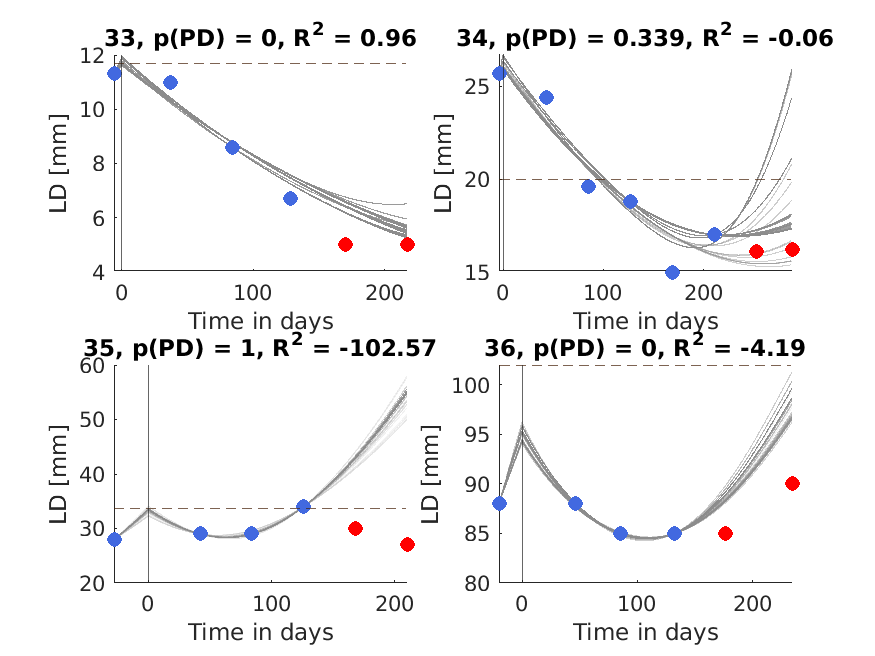 33, p(PD) = 0, R² = 0.96
34, p(PD) = 0.339, R² = -0.06
12
10
8
6
4
LD [mm]
0
100
200
Time in days
25
20
15
LD [mm]
0
100
200
Time in days
35, p(PD) = 1, R² = -102.57
36, p(PD) = 0, R² = -4.19
60
50
40
30
20
LD [mm]
0
100
200
Time in days
100
95
90
85
80
LD [mm]
0
100
200
Time in days